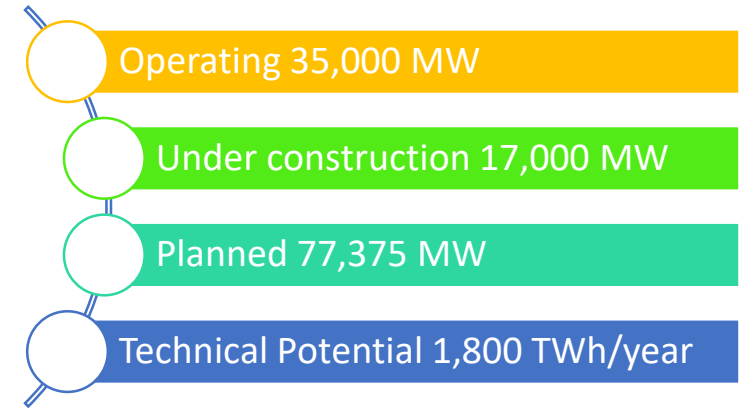 Operating 35,000 MW
Under construction 17,000 MW
Planned 77,375 MW
Technical Potential 1,800 TWh/year